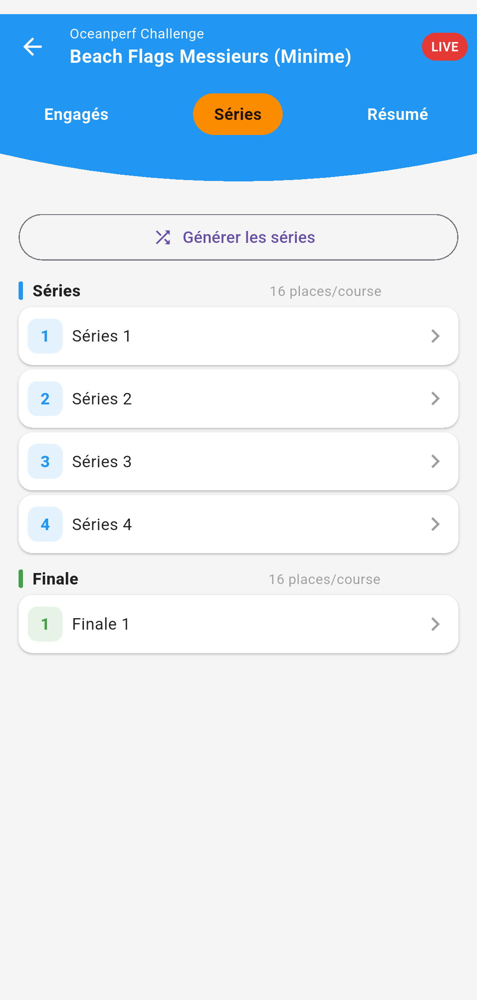 Oceanperf Challenge
Beach Flags Messieurs (Minime)
LIVE
Engagés
Séries
Résumé
Générer les séries
Séries
16 places/course
1
Séries 1
2
Séries 2
3
Séries 3
4
Séries 4
Finale
16 places/course
1
Finale 1